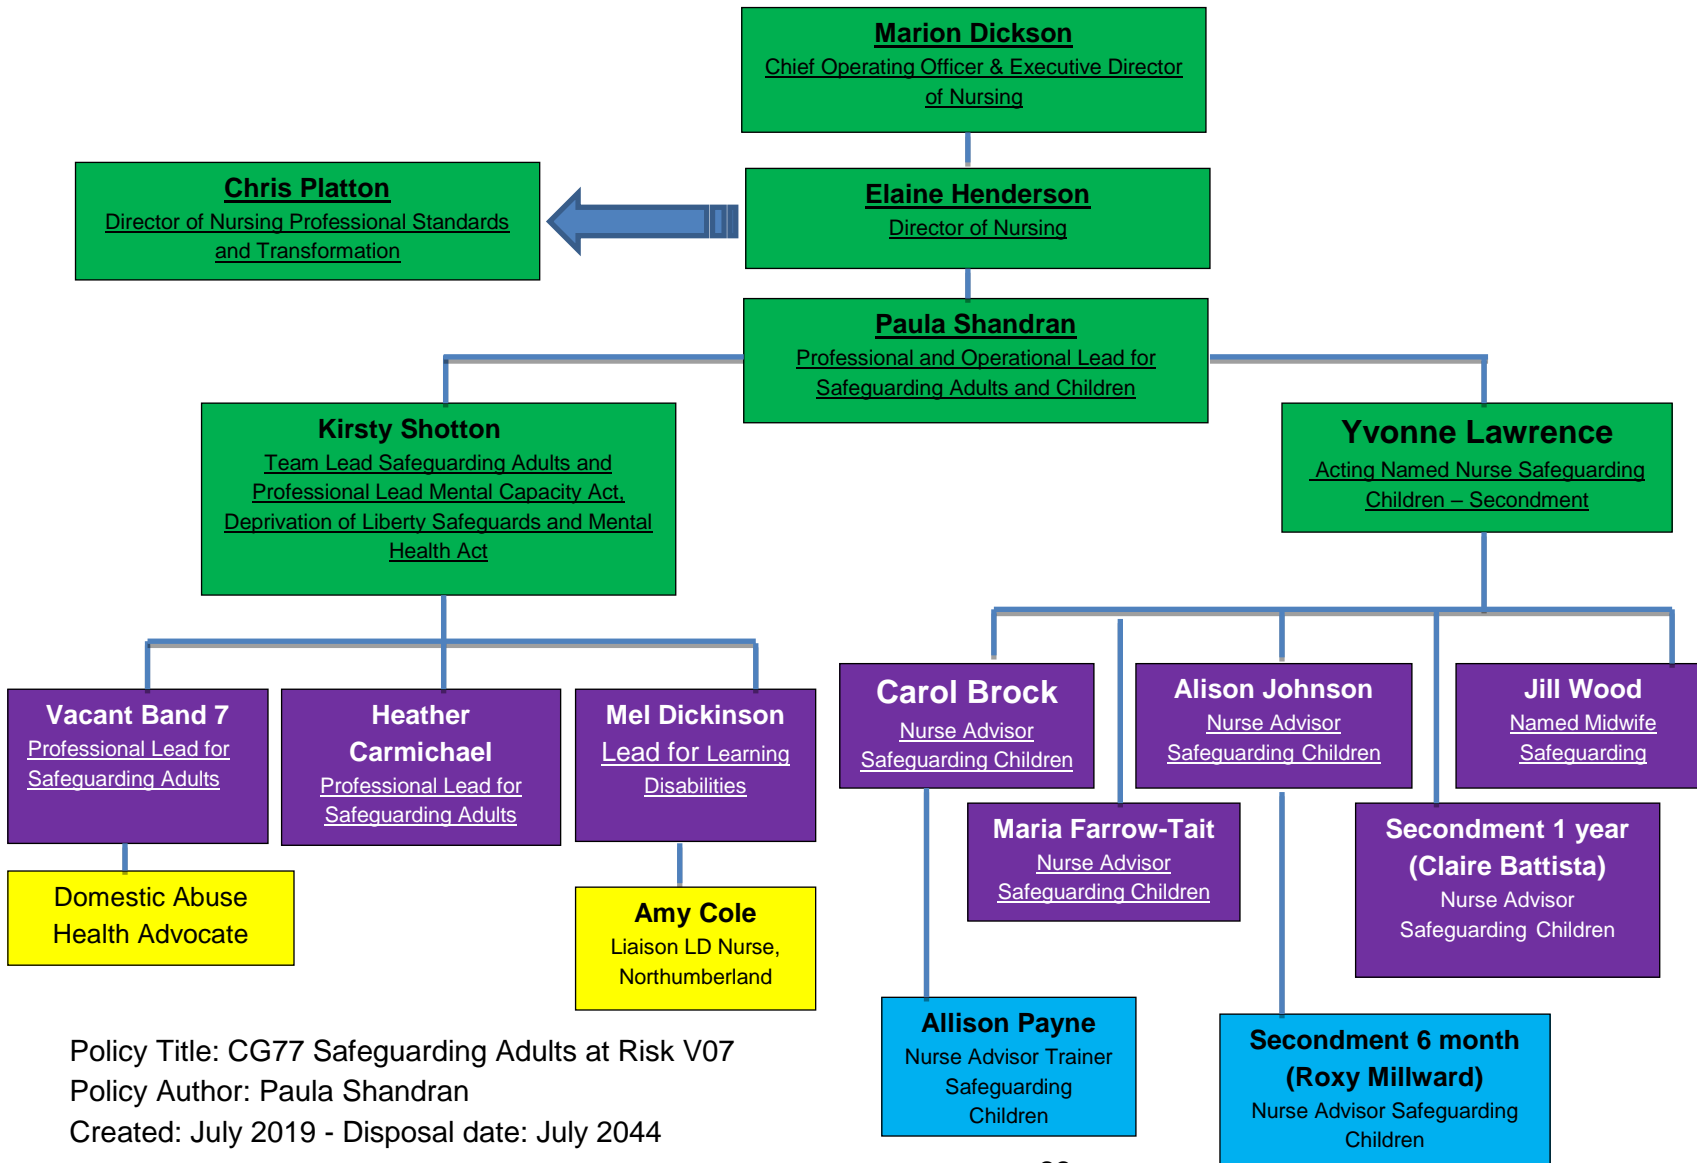 Marion Dickson
Chief Operating Officer & Executive Director
of Nursing
Chris Platton
Director of Nursing Professional Standards
and Transformation
Elaine Henderson
Director of Nursing
Paula Shandran
Professional and Operational Lead for
Safeguarding Adults and Children
Kirsty Shotton
Team Lead Safeguarding Adults and
Professional Lead Mental Capacity Act,
Deprivation of Liberty Safeguards and Mental
Health Act
Yvonne Lawrence
Acting Named Nurse Safeguarding
Children – Secondment
Vacant Band 7
Professional Lead for
Safeguarding Adults
Heather
Carmichael
Professional Lead for
Safeguarding Adults
Mel Dickinson
Lead for Learning
Disabilities
Carol Brock
Nurse Advisor
Safeguarding Children
Alison Johnson
Nurse Advisor
Safeguarding Children
Jill Wood
Named Midwife
Safeguarding
Maria Farrow-Tait
Nurse Advisor
Safeguarding Children
Secondment 1 year
(Claire Battista)
Nurse Advisor
Safeguarding Children
Domestic Abuse
Health Advocate
Amy Cole
Liaison LD Nurse,
Northumberland
Allison Payne
Nurse Advisor Trainer
Safeguarding
Children
Secondment 6 month
(Roxy Millward)
Nurse Advisor Safeguarding
Children
Policy Title: CG77 Safeguarding Adults at Risk V07
Policy Author: Paula Shandran
Created: July 2019 - Disposal date: July 2044